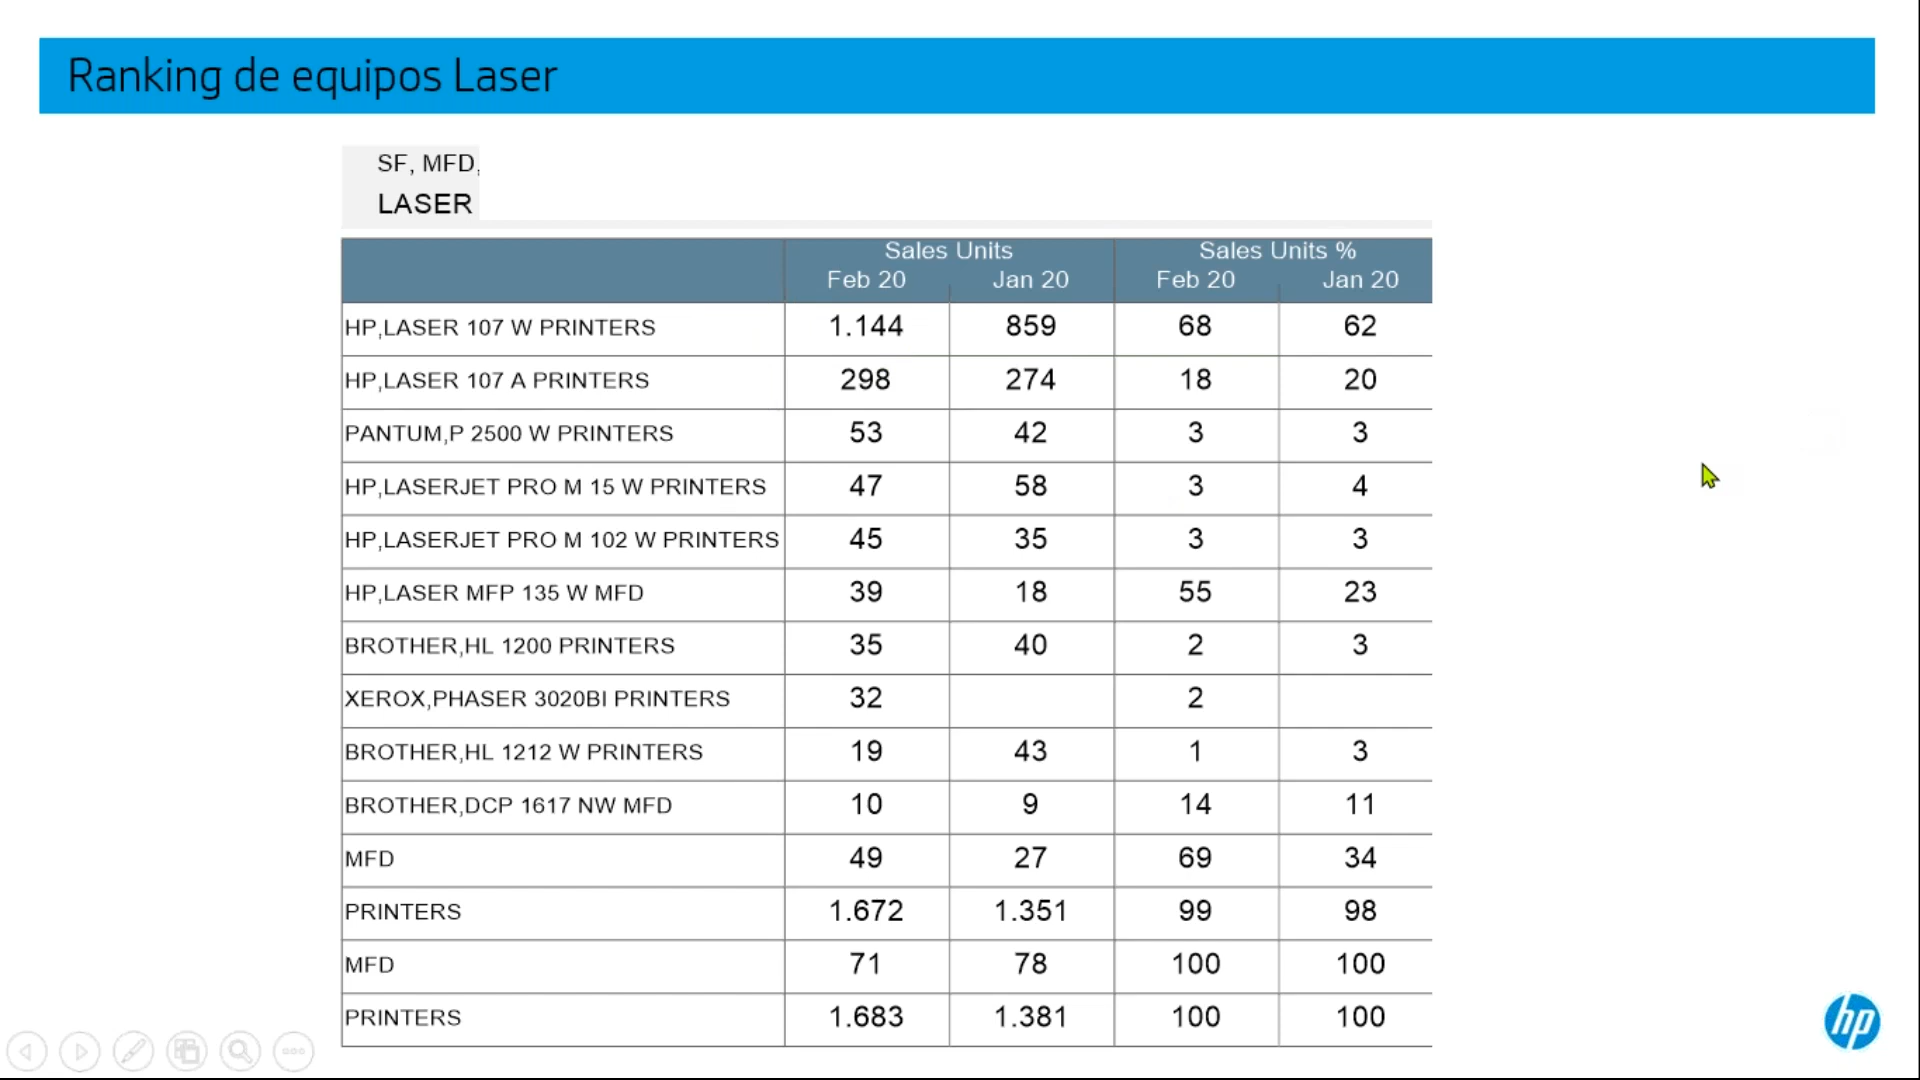 Ranking de equipos Laser
SF, MFD,
LASER
Sales Units Sales Units %
Feb 20 Jan 20 Feb 20 Jan 20
HP,LASER 107 W PRINTERS 1.144 859 68 62
HP,LASER 107 A PRINTERS 298 274 18 20
PANTUM,P 2500 W PRINTERS 53 42 3 3
HP,LASERJET PRO M 15 W PRINTERS 47 58 3 4
HP,LASERJET PRO M 102 W PRINTERS 45 35 3 3
HP,LASER MFP 135 W MFD 39 18 55 23
BROTHER,HL 1200 PRINTERS 35 40 2 3
XEROX,PHASER 3020BI PRINTERS 32 2
BROTHER,HL 1212 W PRINTERS 19 43 1 3
BROTHER,DCP 1617 NW MFD 10 9 14 11
MFD 49 27 69 34
PRINTERS 1.672 1.351 99 98
MFD 71 78 100 100
PRINTERS 1.683 1.381 100 100
hp